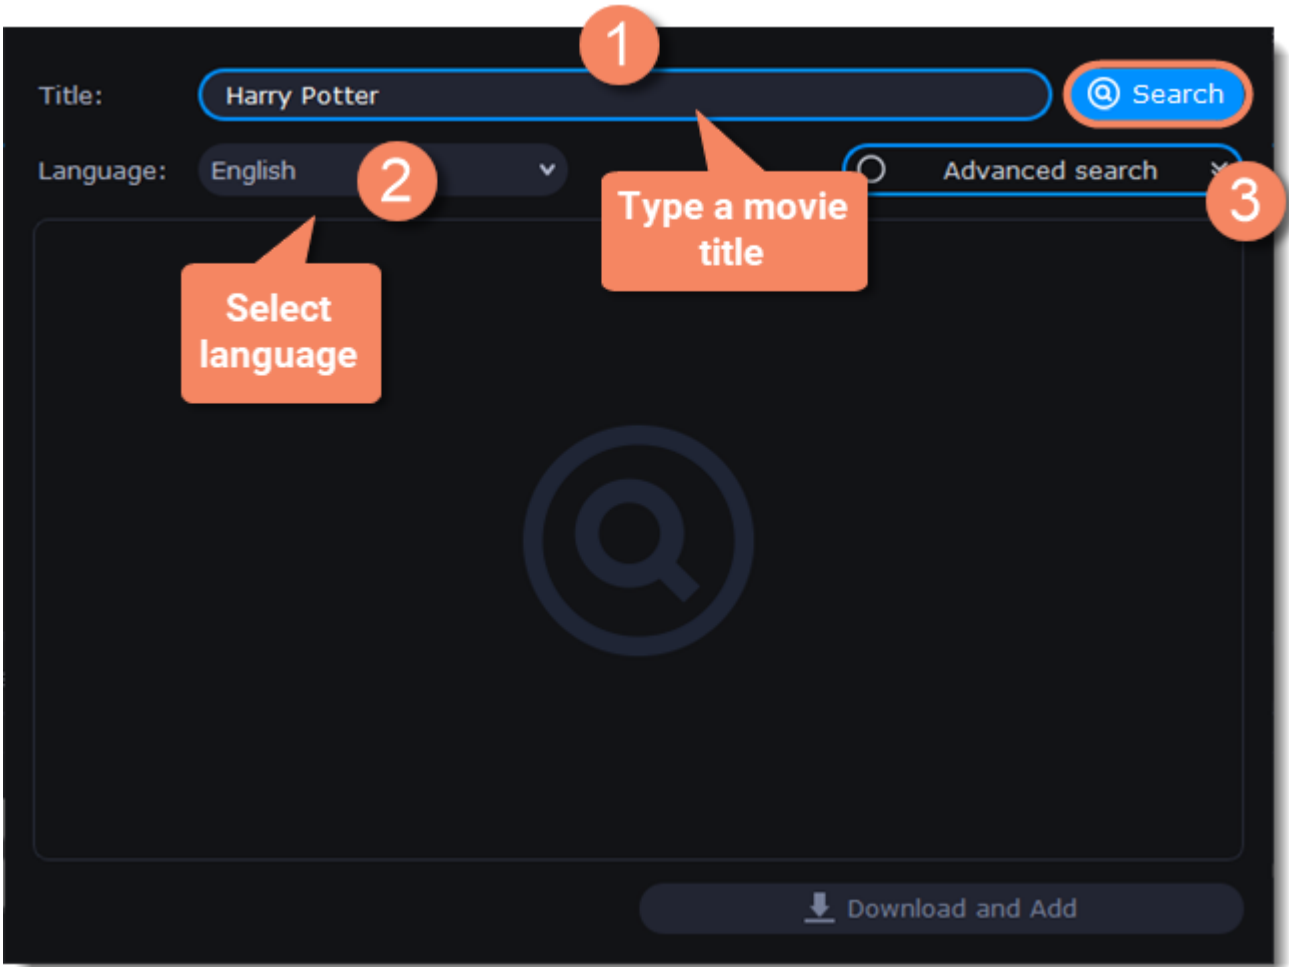 1
Title:
Harry Potter
Search
Language:
English
2
Type a movie
title
Advanced search
3
Select
language
Download and Add